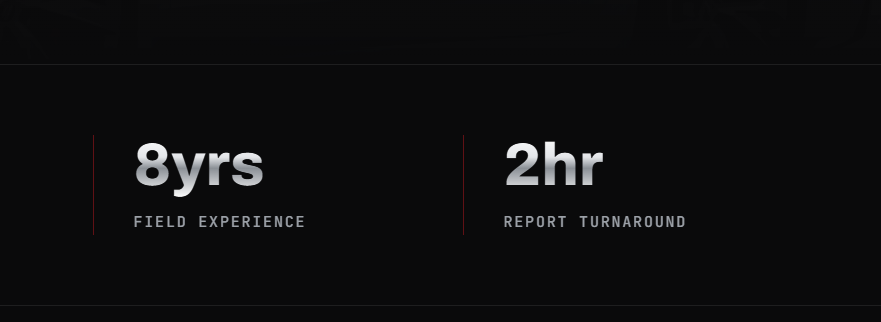 8yrs
FIELD EXPERIENCE
2hr
REPORT TURNAROUND